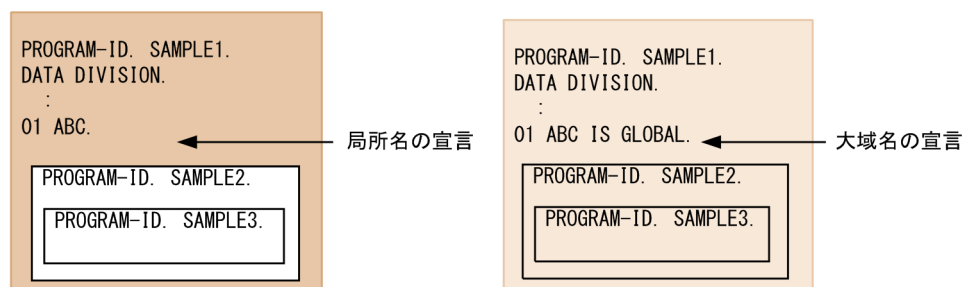 PROGRAM-ID. SAMPLE1.
DATA DIVISION.
:
01 ABC.
局所名の宣言
PROGRAM-ID. SAMPLE2.
PROGRAM-ID. SAMPLE3.
PROGRAM-ID. SAMPLE1.
DATA DIVISION.
:
01 ABC IS GLOBAL.
大域名の宣言
PROGRAM-ID. SAMPLE2.
PROGRAM-ID. SAMPLE3.